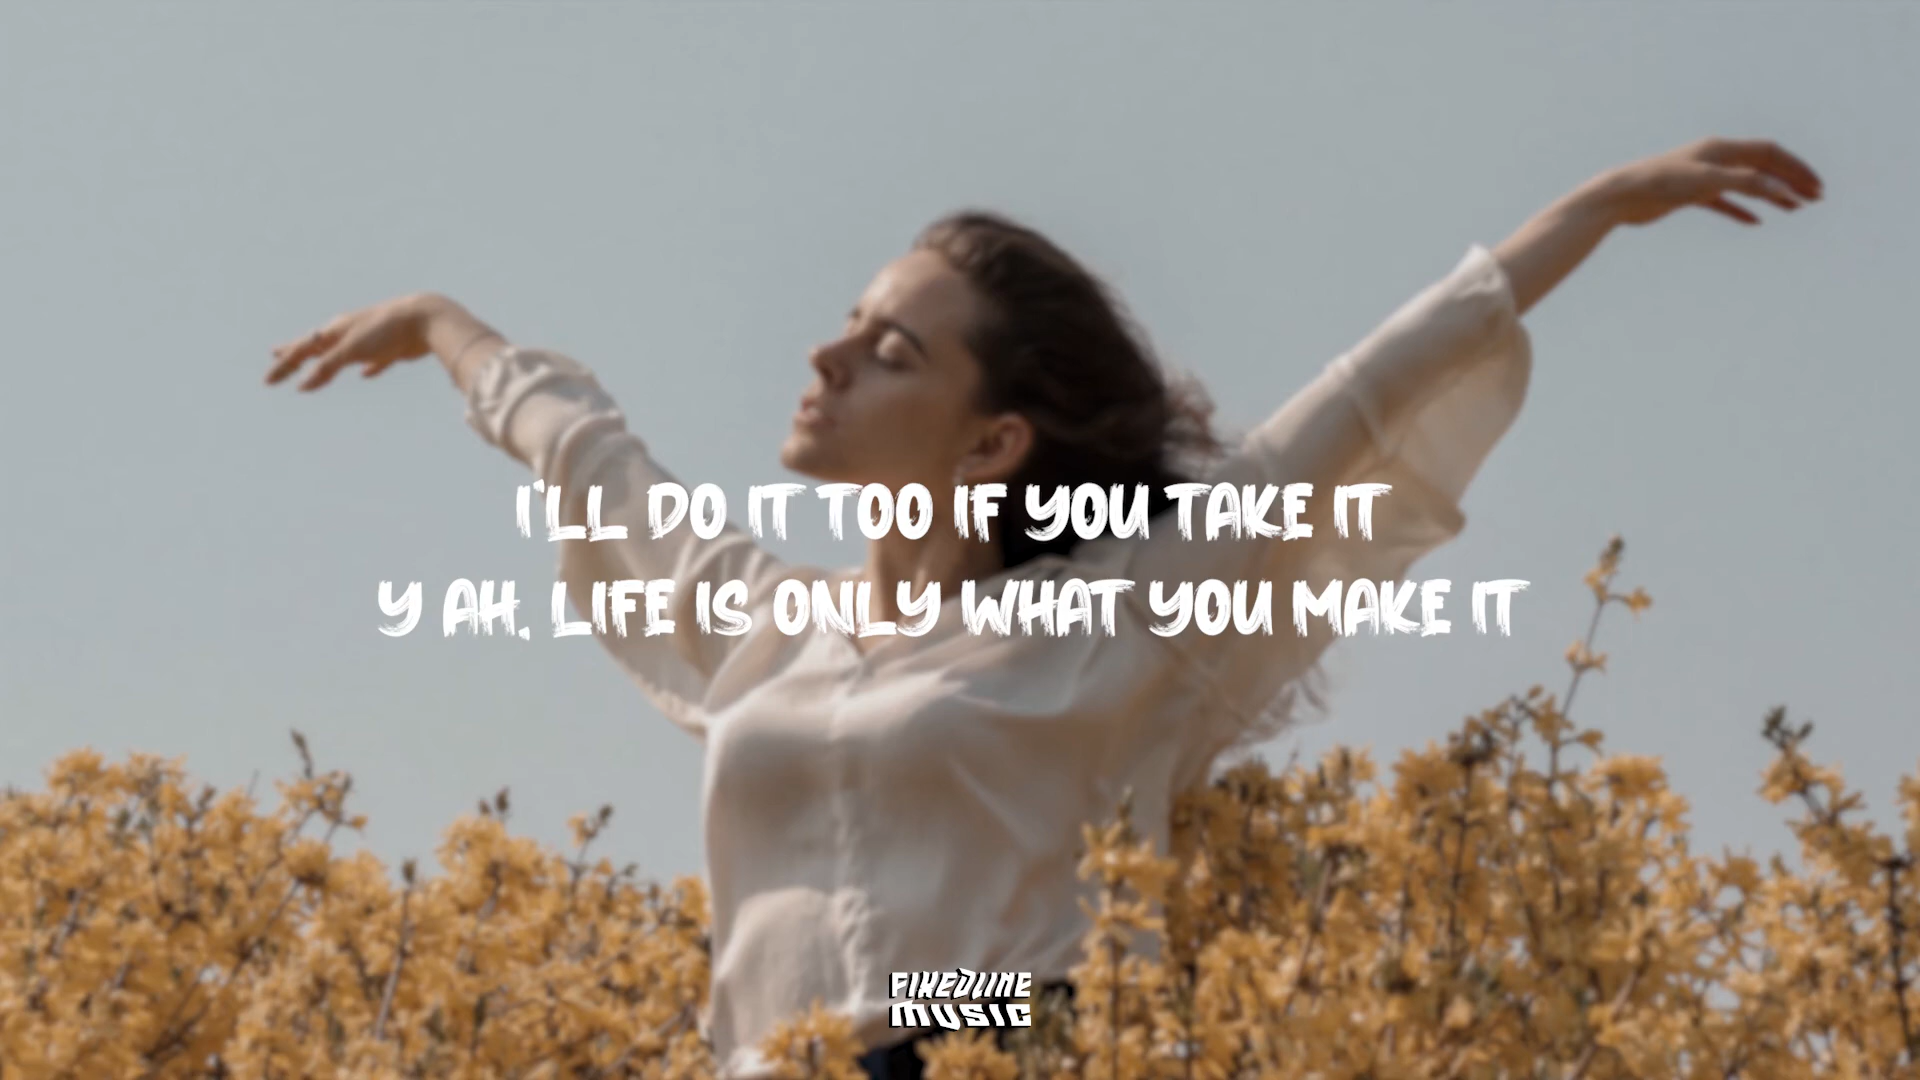 I'LL DO IT TOO IF YOU TAKE IT
Y AH, LIFE IS ONLY WHAT YOU MAKE IT
FIXEDLINE
MUSIC